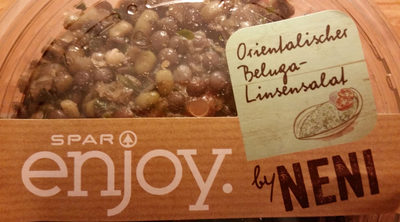 Orientalischer
Beluga-
Linsensalat
SPAR
enjoy.
by NENI